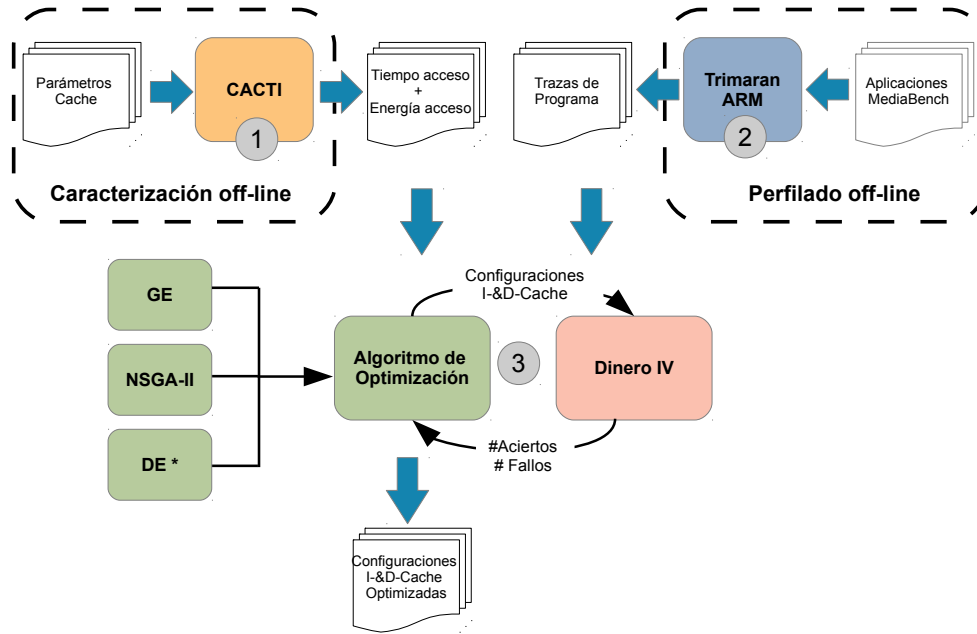 Parámetros
Cache
CACTI
1
Tiempo acceso
+
Energía acceso
Trazas de
Programa
Trimaran
ARM
2
Aplicaciones
MediaBench
Caracterización off-line
Perfilado off-line
GE
NSGA-II
DE *
Configuraciones
I-&D-Cache
Algoritmo de
Optimización
3
Dinero IV
#Aciertos
# Fallos
Configuraciones
I-&D-Cache
Optimizadas